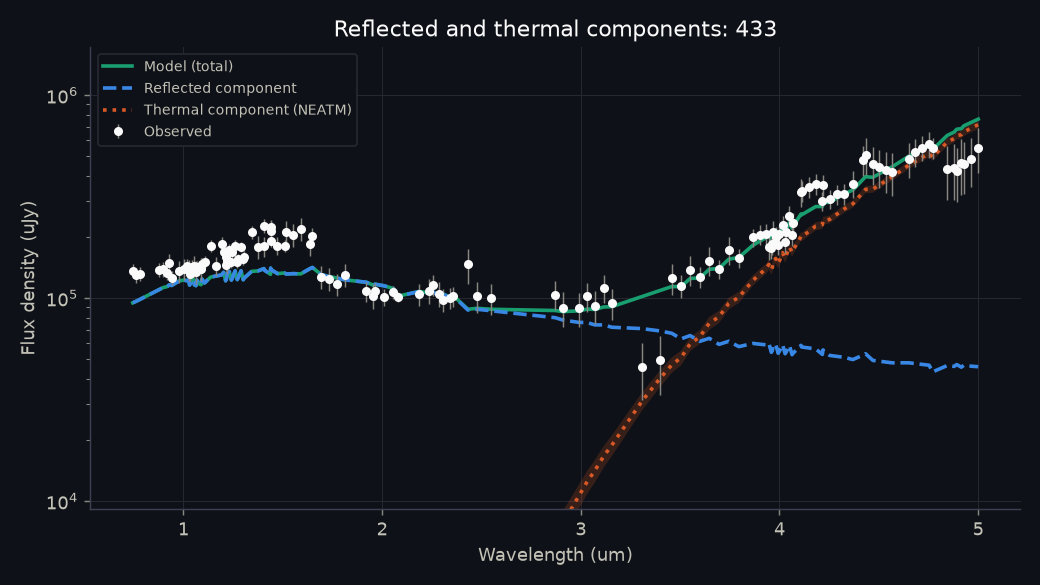 Reflected and thermal components: 433
Model (total)
Reflected component
Thermal component (NEATM)
Observed
Flux density (uJy)
10^6
10^5
10^4
1 2 3 4 5
Wavelength (um)